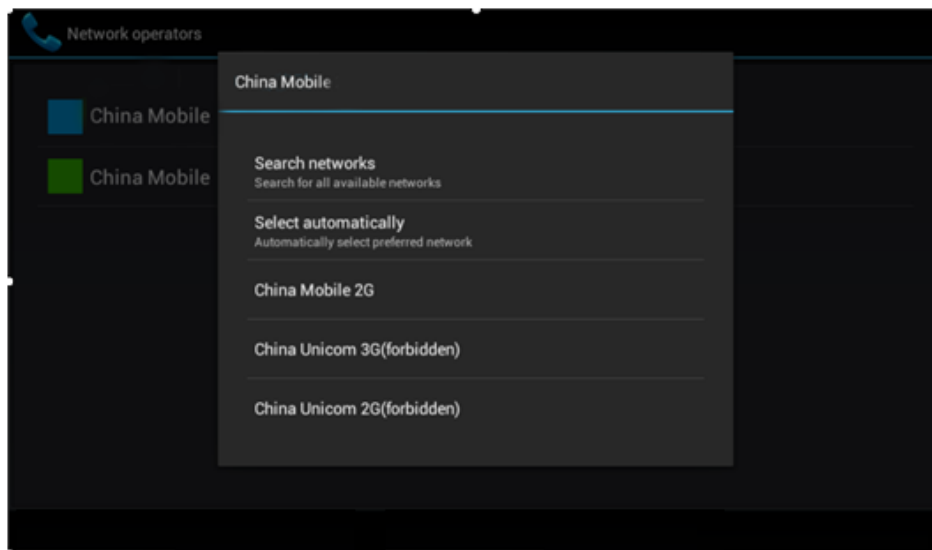 Network operators
China Mobile
China Mobile
China Mobile
Search networks
Search for all available networks
Select automatically
Automatically select preferred network
China Mobile 2G
China Unicom 3G(forbidden)
China Unicom 2G(forbidden)